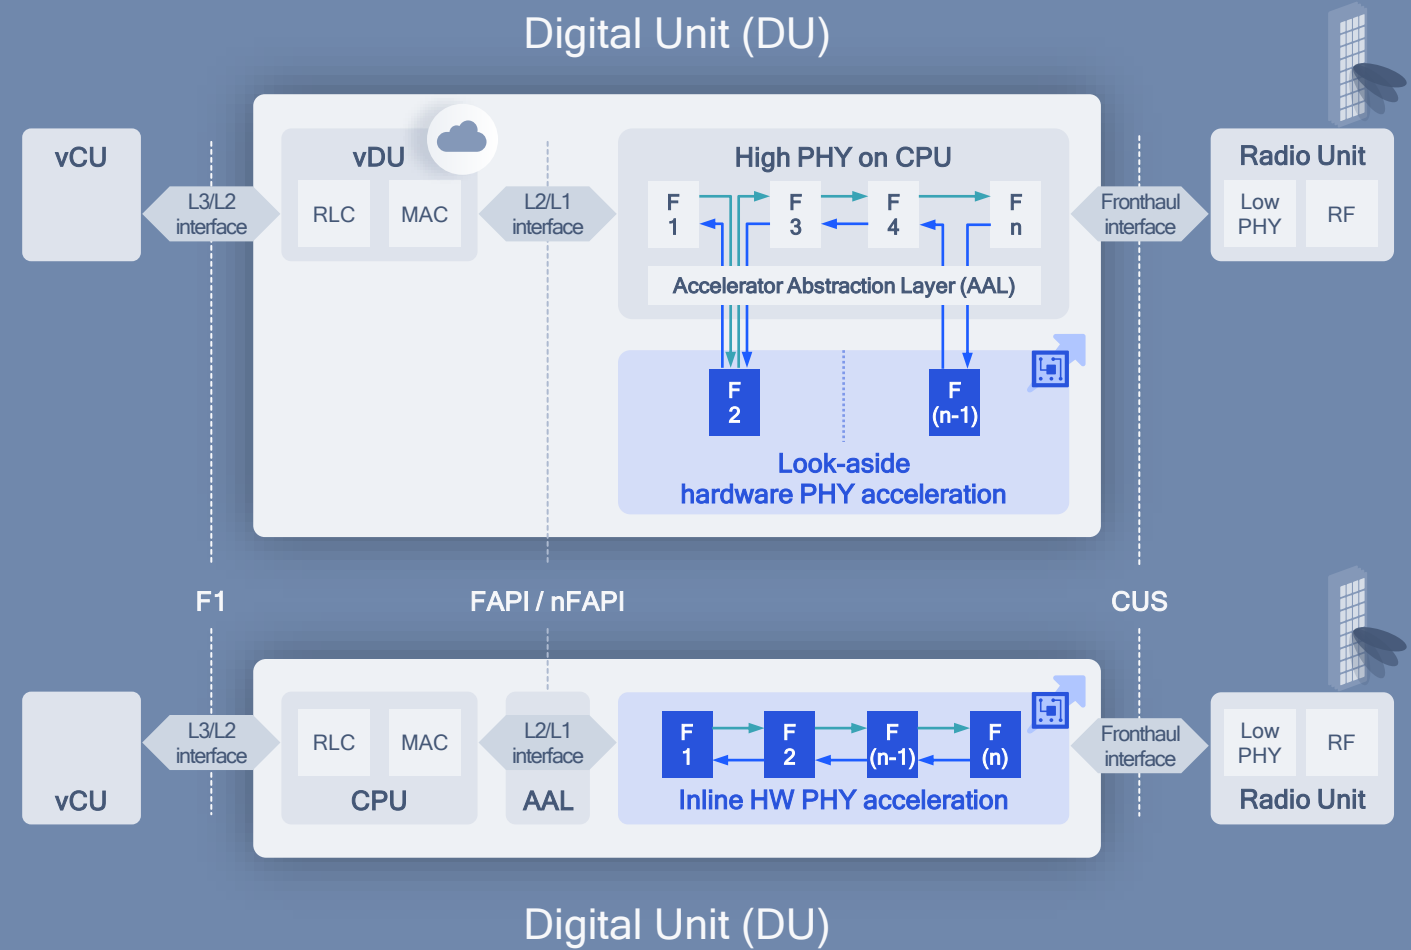 Digital Unit (DU)
vCU
L3/L2
interface
vDU
RLC
MAC
L2/L1
interface
High PHY on CPU
F
1
F
3
F
4
F
n
Accelerator Abstraction Layer (AAL)
F
2
F
(n-1)
Look-aside
hardware PHY acceleration
Fronthaul
interface
Radio Unit
Low
PHY
RF
F1
FAPI / nFAPI
CUS
L3/L2
interface
vCU
RLC
MAC
CPU
L2/L1
interface
AAL
F
1
F
2
F
(n-1)
F
(n)
Inline HW PHY acceleration
Fronthaul
interface
Low
PHY
RF
Radio Unit
Digital Unit (DU)